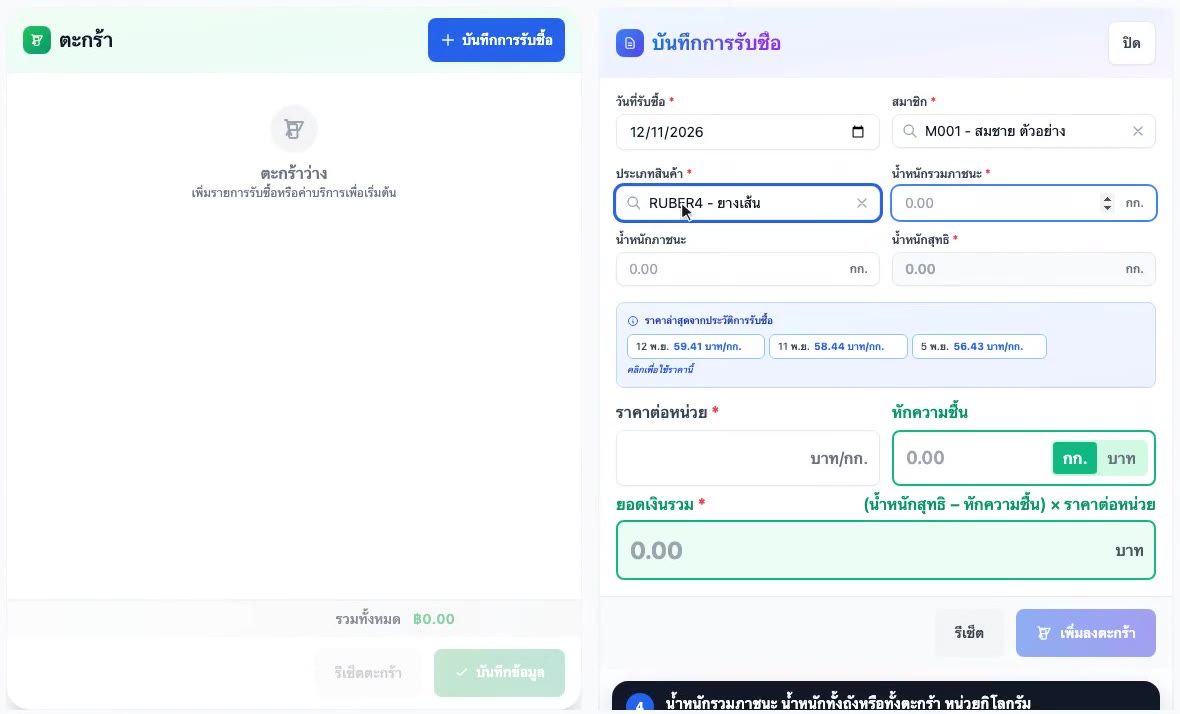 ตะกร้า
+ บันทึกการรับซื้อ
ตะกร้าว่าง
เพิ่มรายการรับซื้อหรือค่าบริการเพื่อเริ่มต้น
รวมทั้งหมด ฿0.00
รีเซ็ตตะกร้า
บันทึกข้อมูล
บันทึกการรับซื้อ
ปิด
วันที่รับซื้อ * สมาชิก *
12/11/2026 M001 - สมชาย ตัวอย่าง
ประเภทสินค้า * น้ำหนักรวมภาชนะ *
RUBER4 - ยางเส้น 0.00 กก.
น้ำหนักภาชนะ น้ำหนักสุทธิ *
0.00 กก. 0.00 กก.
ราคาล่าสุดจากประวัติการรับซื้อ
12 พ.ย. 59.41 บาท/กก. 11 พ.ย. 58.44 บาท/กก. 5 พ.ย. 56.43 บาท/กก.
คลิกเพื่อใช้ราคานี้
ราคาต่อหน่วย * หักความชื้น
บาท/กก. 0.00 กก. บาท
ยอดเงินรวม * (น้ำหนักสุทธิ − หักความชื้น) × ราคาต่อหน่วย
0.00 บาท
รีเซ็ต เพิ่มลงตะกร้า
4 น้ำหนักรวมภาชนะ น้ำหนักทั้งถังหรือทั้งตะกร้า หน่วยกิโลกรัม